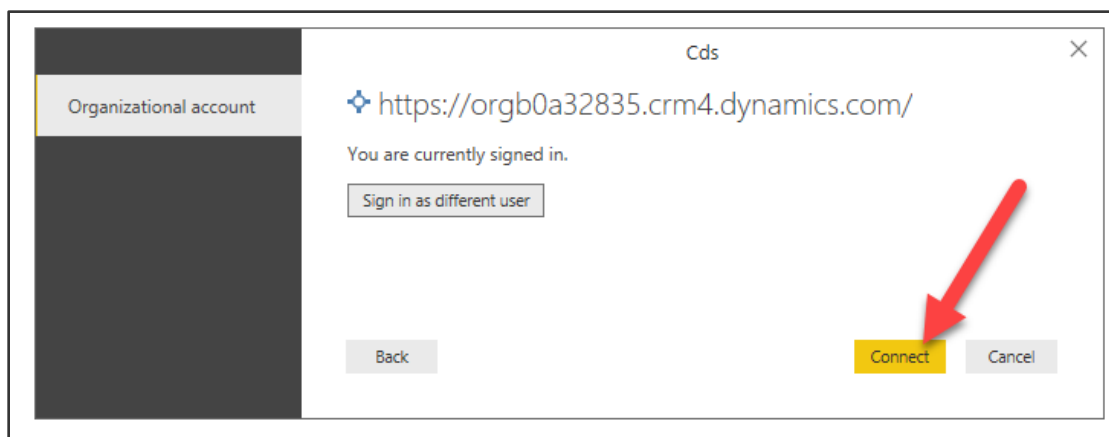 Cds
Organizational account
https://orgb0a32835.crm4.dynamics.com/
You are currently signed in.
Sign in as different user
Back
Connect
Cancel